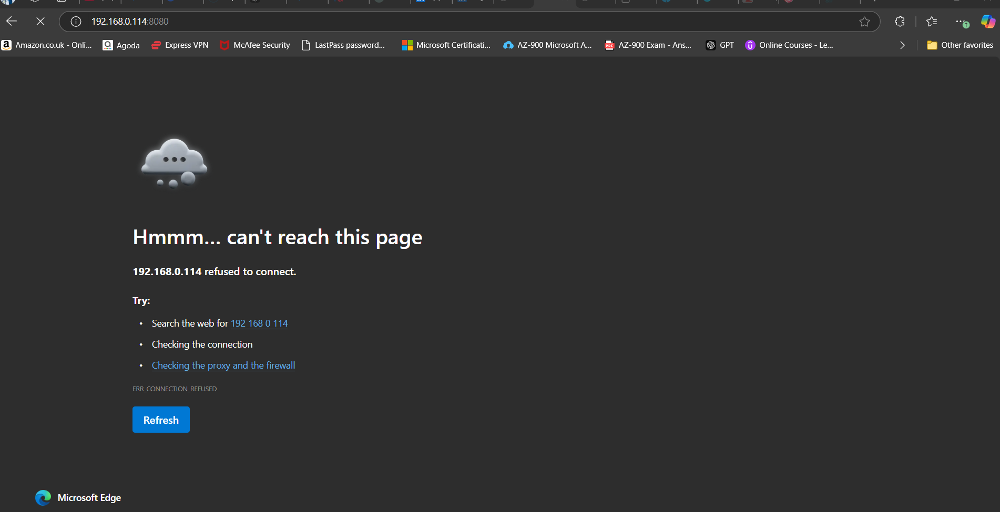 192.168.0.114:8080
Amazon.co.uk - Onli... Agoda Express VPN McAfee Security LastPass password... Microsoft Certificati... AZ-900 Microsoft A... AZ-900 Exam - Ans... GPT Online Courses - Le... Other favorites
Hmmm... can't reach this page
192.168.0.114 refused to connect.
Try:
• Search the web for 192 168 0 114
• Checking the connection
• Checking the proxy and the firewall
ERR_CONNECTION_REFUSED
Refresh
Microsoft Edge